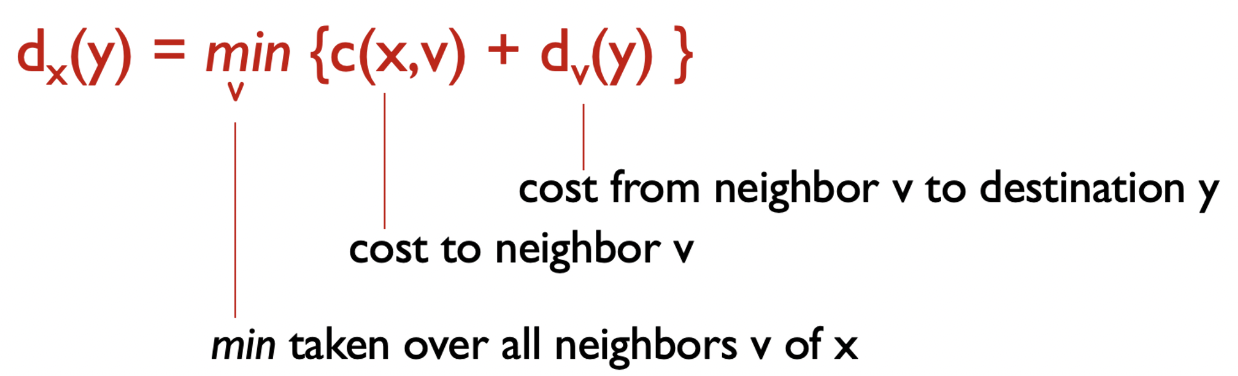 dₓ(y) = min {c(x,v) + dᵥ(y) }
v
cost from neighbor v to destination y
cost to neighbor v
min taken over all neighbors v of x